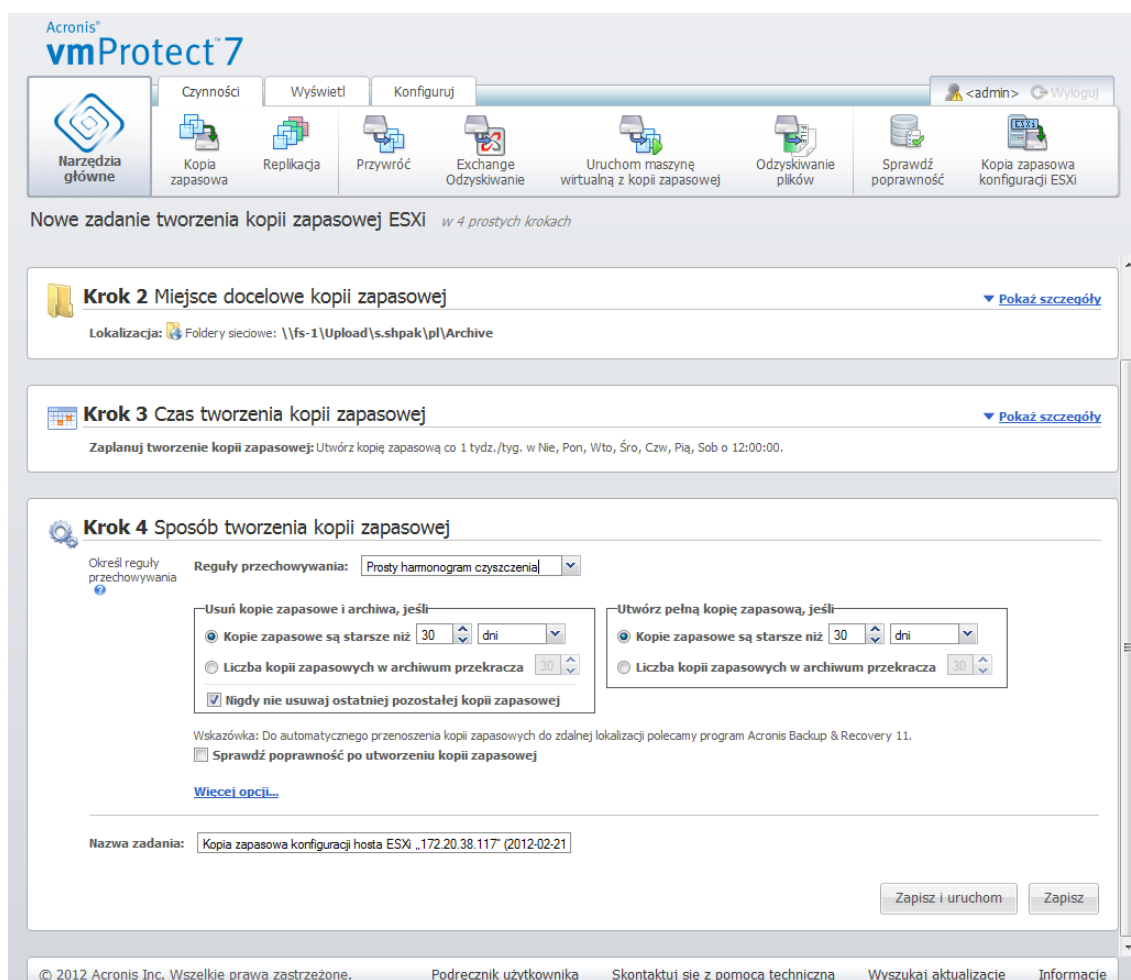 Acronis®
vmProtect™ 7
Czynności
Wyświetl
Konfiguruj
<admin>
Wyloguj
Narzędzia
główne
Kopia
zapasowa
Replikacja
Przywróć
Exchange
Odzyskiwanie
Uruchom maszynę
wirtualną z kopii zapasowej
Odzyskiwanie
plików
Sprawdź
poprawność
ESXi
Kopia zapasowa
konfiguracji ESXi
Nowe zadanie tworzenia kopii zapasowej ESXi w 4 prostych krokach
Krok 2 Miejsce docelowe kopii zapasowej
Pokaż szczegóły
Lokalizacja: Foldery sieciowe: \\fs-1\Upload\s.shpak\pl\Archive
Krok 3 Czas tworzenia kopii zapasowej
Pokaż szczegóły
Zaplanuj tworzenie kopii zapasowej: Utwórz kopię zapasową co 1 tydz./tyg. w Nie, Pon, Wto, Śro, Czw, Pią, Sob o 12:00:00.
Krok 4 Sposób tworzenia kopii zapasowej
Określ reguły
przechowywania
?
Reguły przechowywania: Prosty harmonogram czyszczenia
Usuń kopie zapasowe i archiwa, jeśli
Kopie zapasowe są starsze niż 30 dni
Liczba kopii zapasowych w archiwum przekracza 30
Nigdy nie usuwaj ostatniej pozostałej kopii zapasowej
Utwórz pełną kopię zapasową, jeśli
Kopie zapasowe są starsze niż 30 dni
Liczba kopii zapasowych w archiwum przekracza 30
Wskazówka: Do automatycznego przenoszenia kopii zapasowych do zdalnej lokalizacji polecamy program Acronis Backup & Recovery 11.
Sprawdź poprawność po utworzeniu kopii zapasowej
Więcej opcji...
Nazwa zadania: Kopia zapasowa konfiguracji hosta ESXi „172.20.38.117” (2012-02-21
Zapisz i uruchom
Zapisz
© 2012 Acronis Inc. Wszelkie prawa zastrzeżone.
Podręcznik użytkownika
Skontaktuj się z pomocą techniczną
Wyszukaj aktualizacje
Informacje